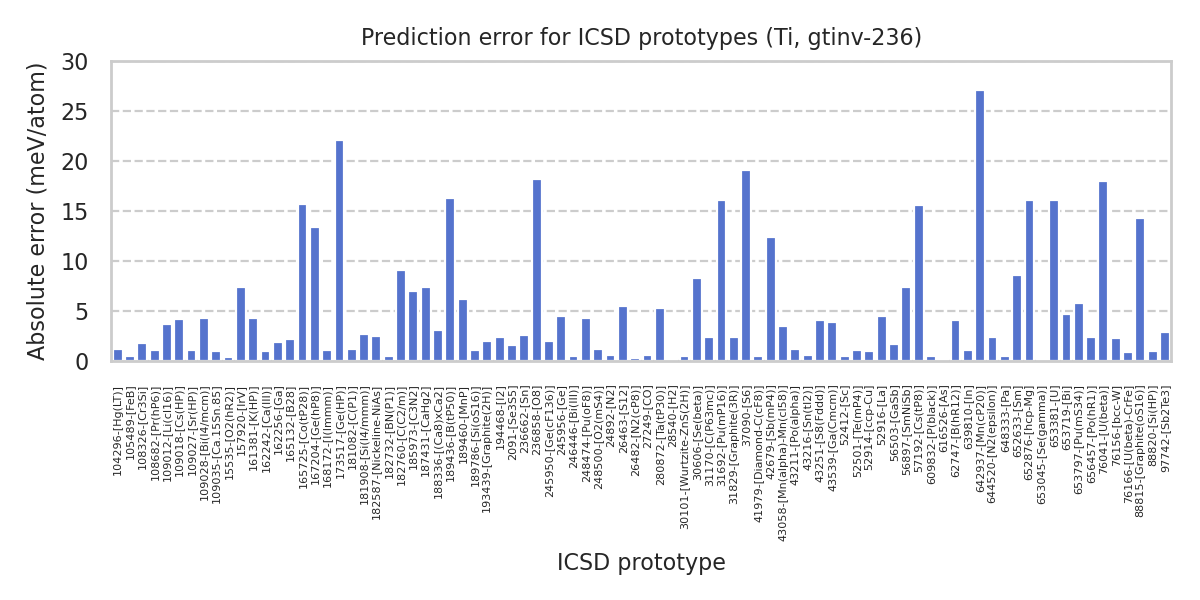 Prediction error for ICSD prototypes (Ti, gtinv-236)
Absolute error (meV/atom)
30
25
20
15
10
5
0
104296-[Hg(LT)]
105489-[FeB]
108326-[Cr3Si]
108682-[Pr(hP6)]
109012-[Li(cI16)]
109018-[Cs(HP)]
109027-[Sr(HP)]
109028-[Bi(I4/mcm)]
109035-[Ca.15Sn.85]
15535-[O2(hR2)]
157920-[IrV]
161381-[K(HP)]
162242-[Ca(III)]
162256-[Ga]
165132-[B28]
165725-[Co(tP28)]
167204-[Ge(hP8)]
168172-[I(Immm)]
173517-[Ge(HP)]
181082-[C(P1)]
181908-[Si(I4/mmm)]
182587-[Nickeline-NiAs]
182732-[BN(P1)]
182760-[C(C2/m)]
185973-[C3N2]
187431-[CaHg2]
188336-[(Ca8)xCa2]
189436-[B(tP50)]
189460-[MnP]
189786-[Si(oS16)]
193439-[Graphite(2H)]
194468-[I2]
2091-[Se3S5]
236662-[Sn]
236858-[O8]
245950-[Ge(cF136)]
245956-[Ge]
246446-[Bi(III)]
248474-[Pu(oF8)]
248500-[O2(mS4)]
24892-[N2]
26463-[S12]
26482-[N2(cP8)]
27249-[CO]
280872-[Ta(tP30)]
28540-[H2]
30101-[Wurtzite-ZnS(2H)]
30606-[Se(beta)]
31170-[C(P63mc)]
31692-[Pu(mP16)]
31829-[Graphite(3R)]
37090-[S6]
41979-[Diamond-C(cF8)]
42679-[Sb(mP4)]
43058-[Mn(alpha)-Mn(cI58)]
43211-[Po(alpha)]
43216-[Sn(tI2)]
43251-[S8(Fddd)]
43539-[Ga(Cmcm)]
52412-[Sc]
52501-[Te(mP4)]
52914-[fcc-Cu]
52916-[La]
56503-[GaSb]
56897-[SmNiSb]
57192-[Cs(tP8)]
609832-[P(black)]
616526-[As]
62747-[B(hR12)]
639810-[In]
642937-[Mn(cP20)]
644520-[N2(epsilon)]
648333-[Pa]
652633-[Sm]
652876-[hcp-Mg]
653045-[Se(gamma)]
653381-[U]
653719-[Bi]
653797-[Pu(mS34)]
656457-[Po(hR1)]
76041-[U(beta)]
76156-[bcc-W]
76166-[U(beta)-CrFe]
88815-[Graphite(oS16)]
88820-[Si(HP)]
97742-[Sb2Te3]
ICSD prototype